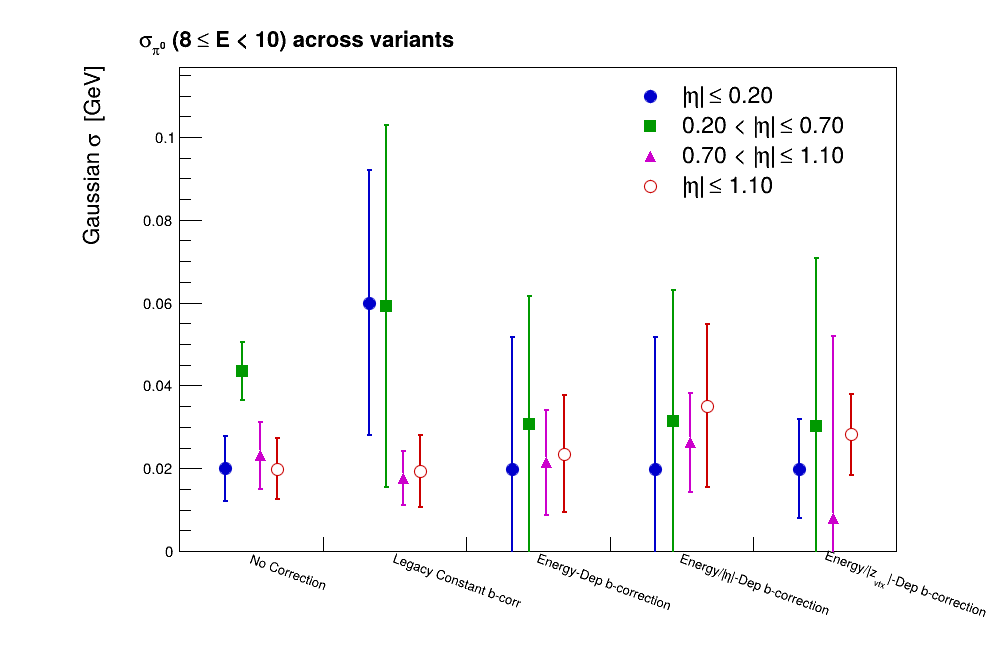 σπ⁰ (8 ≤ E < 10) across variants
Gaussian σ [GeV]
|η| ≤ 0.20
0.20 < |η| ≤ 0.70
0.70 < |η| ≤ 1.10
|η| ≤ 1.10
0.1
0.08
0.06
0.04
0.02
0
No Correction
Legacy Constant b-corr
Energy-Dep b-correction
Energy/|η|-Dep b-correction
Energy/|z_vtx|-Dep b-correction